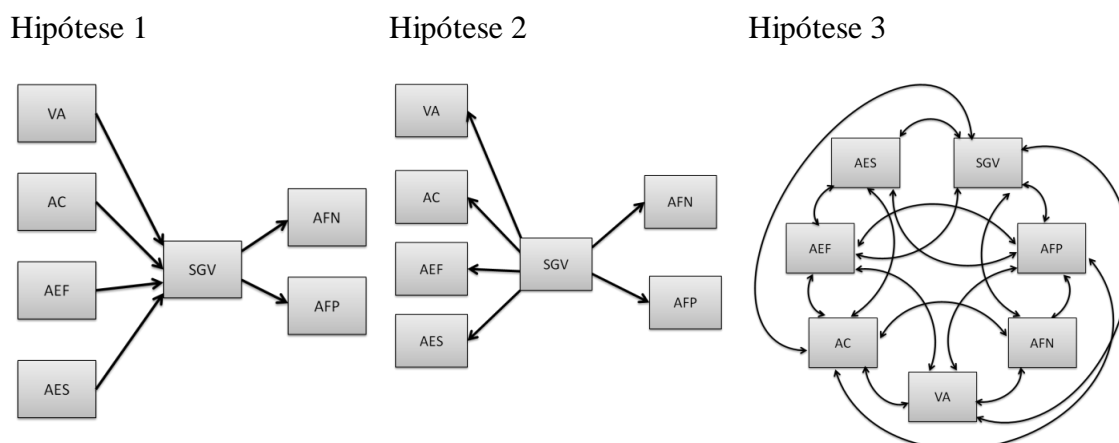 Hipótese 1
VA
AC
AEF
AES
SGV
AFN
AFP
Hipótese 2
VA
AC
AEF
AES
SGV
AFN
AFP
Hipótese 3
AES
SGV
AEF
AFP
AC
AFN
VA